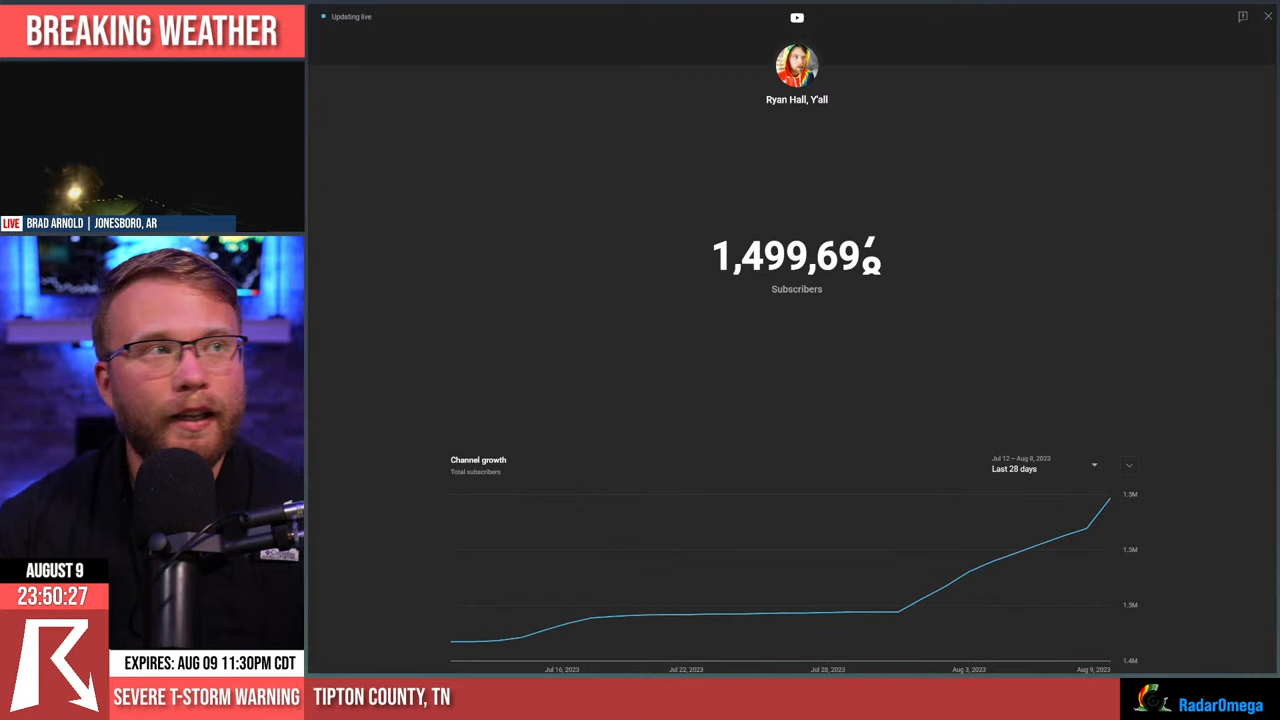 BREAKING WEATHER
Updating live
Ryan Hall, Y'all
LIVE BRAD ARNOLD | JONESBORO, AR
1,499,69
Subscribers
Channel growth
Total subscribers
Jul 12 – Aug 8, 2023
Last 28 days
1.5M
1.5M
1.5M
1.4M
Jul 16, 2023
Jul 22, 2023
Jul 28, 2023
Aug 3, 2023
Aug 9, 2023
AUGUST 9
23:50:27
EXPIRES: AUG 09 11:30PM CDT
SEVERE T-STORM WARNING
TIPTON COUNTY, TN
RadarOmega